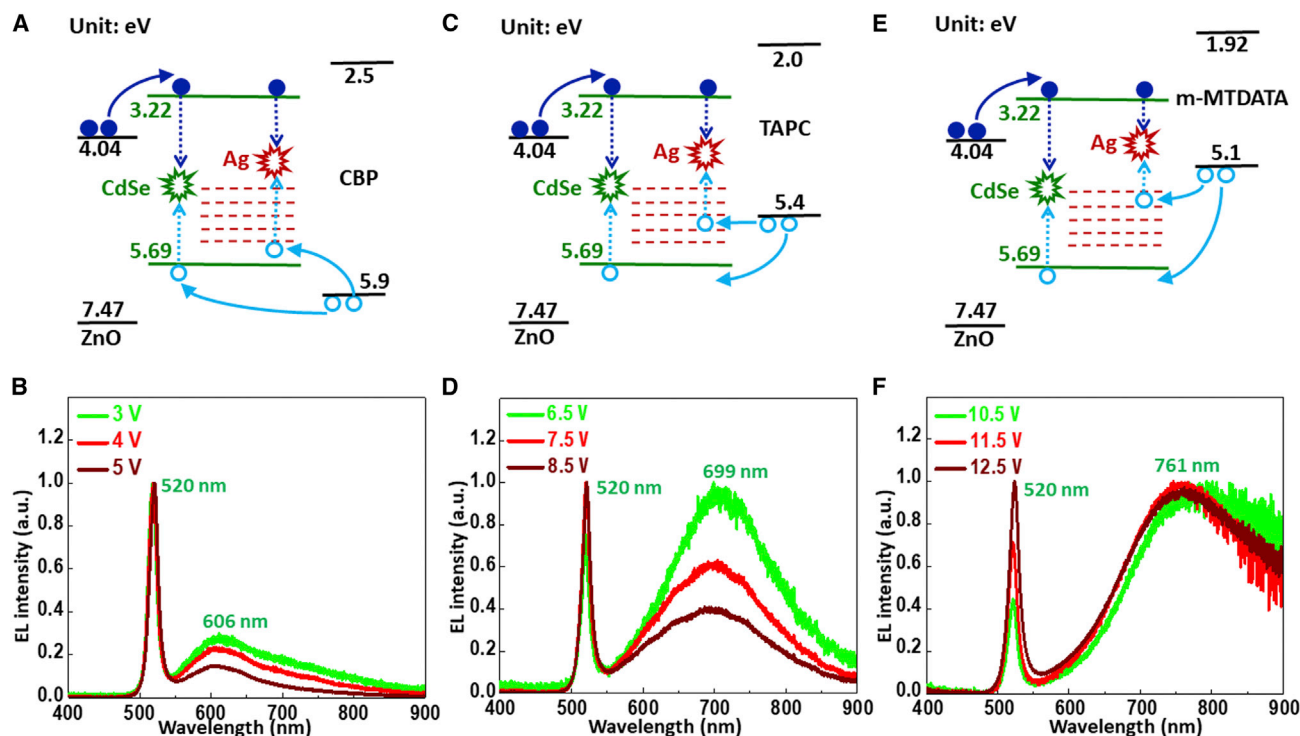 A
Unit: eV
2.5
3.22
4.04
Ag
CdSe
CBP
5.69
5.9
7.47
ZnO
C
Unit: eV
2.0
3.22
TAPC
4.04
Ag
CdSe
5.4
5.69
7.47
ZnO
E
Unit: eV
1.92
m-MTDATA
3.22
4.04
Ag
5.1
CdSe
5.69
7.47
ZnO
B
3 V
4 V
5 V
520 nm
606 nm
EL intensity (a.u.)
1.2
1.0
0.8
0.6
0.4
0.2
0.0
400 500 600 700 800 900
Wavelength (nm)
D
6.5 V
7.5 V
8.5 V
520 nm
699 nm
EL intensity (a.u.)
1.2
1.0
0.8
0.6
0.4
0.2
0.0
400 500 600 700 800 900
Wavelength (nm)
F
10.5 V
11.5 V
12.5 V
520 nm
761 nm
EL intensity (a.u.)
1.2
1.0
0.8
0.6
0.4
0.2
0.0
400 500 600 700 800 900
Wavelength (nm)